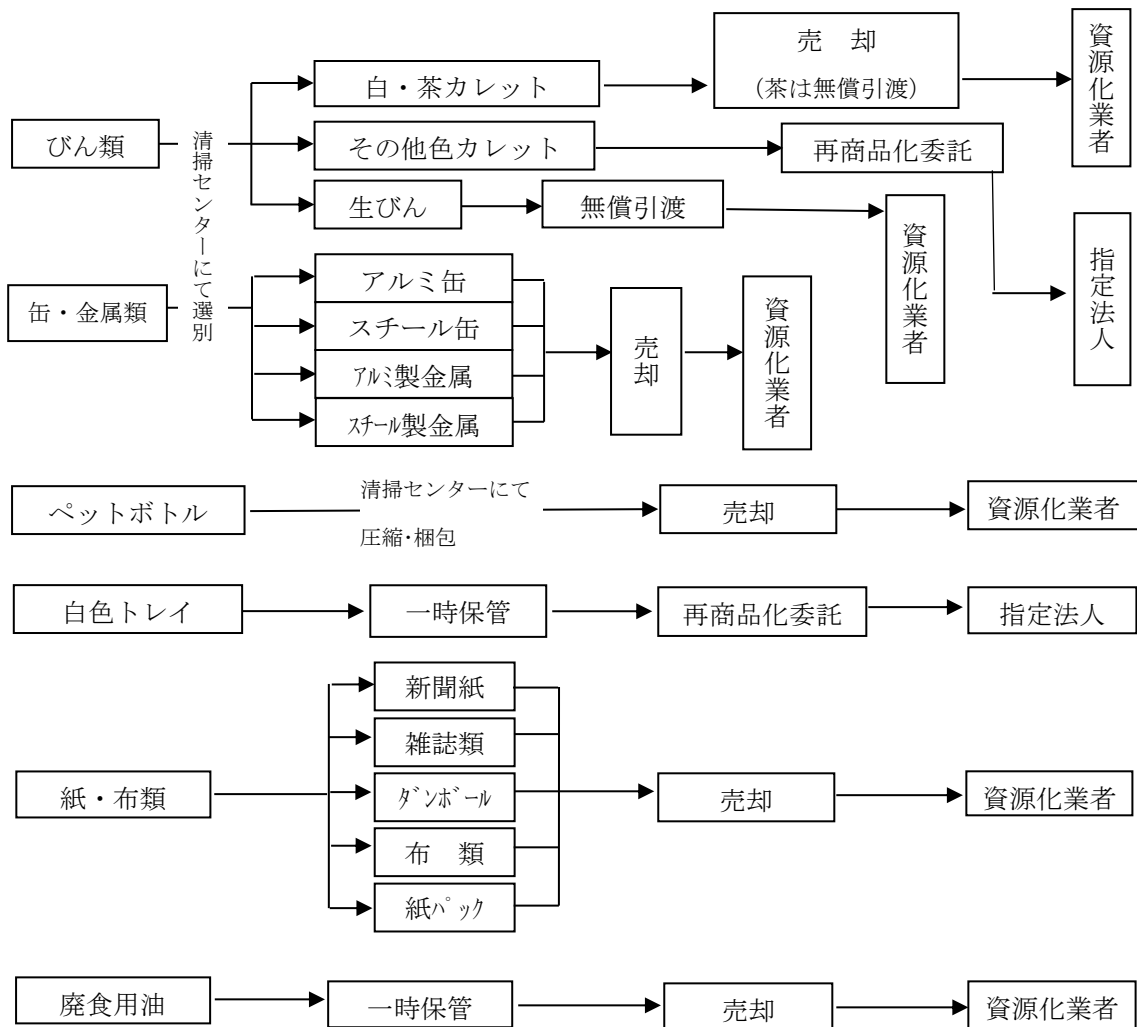 びん類
清掃センターにて選別
白・茶カレット
売　却
（茶は無償引渡）
資源化業者
その他色カレット
再商品化委託
指定法人
生びん
無償引渡
資源化業者
缶・金属類
アルミ缶
スチール缶
ｱﾙﾐ製金属
ｽﾁｰﾙ製金属
売却
資源化業者
ペットボトル
清掃センターにて
圧縮･梱包
売却
資源化業者
白色トレイ
一時保管
再商品化委託
指定法人
紙・布類
新聞紙
雑誌類
ﾀﾞﾝﾎﾞｰﾙ
布　類
紙ﾊﾟｯｸ
売却
資源化業者
廃食用油
一時保管
売却
資源化業者